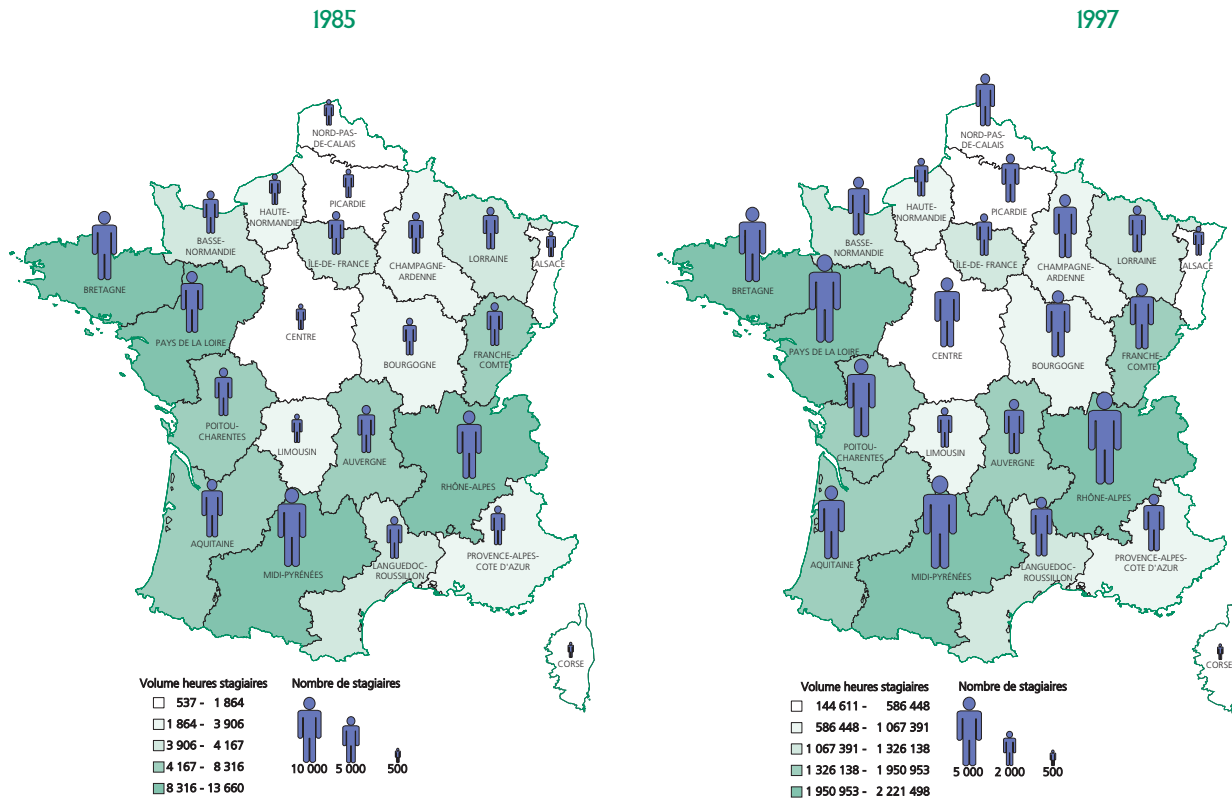 1985
NORD-PAS-
DE-CALAIS
PICARDIE
HAUTE-
NORMANDIE
BASSE-
NORMANDIE
ÎLE-DE- FRANCE
CHAMPAGNE-
ARDENNE
LORRAINE
ALSACE
BRETAGNE
PAYS DE LA LOIRE
CENTRE
BOURGOGNE
FRANCHE-
COMTE
POITOU-
CHARENTES
LIMOUSIN
AUVERGNE
RHÔNE-ALPES
AQUITAINE
MIDI-PYRÉNÉES
LANGUEDOC-
ROUSSILLON
PROVENCE-ALPES-
COTE D'AZUR
CORSE
Volume heures stagiaires
537 - 1 864
1 864 - 3 906
3 906 - 4 167
4 167 - 8 316
8 316 - 13 660
Nombre de stagiaires
10 000 5 000 500
1997
NORD-PAS-
DE-CALAIS
PICARDIE
HAUTE-
NORMANDIE
BASSE-
NORMANDIE
ÎLE-DE- FRANCE
CHAMPAGNE-
ARDENNE
LORRAINE
ALSACE
BRETAGNE
PAYS DE LA LOIRE
CENTRE
BOURGOGNE
FRANCHE-
COMTE
POITOU-
CHARENTES
LIMOUSIN
AUVERGNE
RHÔNE-ALPES
AQUITAINE
MIDI-PYRÉNÉES
LANGUEDOC-
ROUSSILLON
PROVENCE-ALPES-
COTE D'AZUR
CORSE
Volume heures stagiaires
144 611 - 586 448
586 448 - 1 067 391
1 067 391 - 1 326 138
1 326 138 - 1 950 953
1 950 953 - 2 221 498
Nombre de stagiaires
5 000 2 000 500